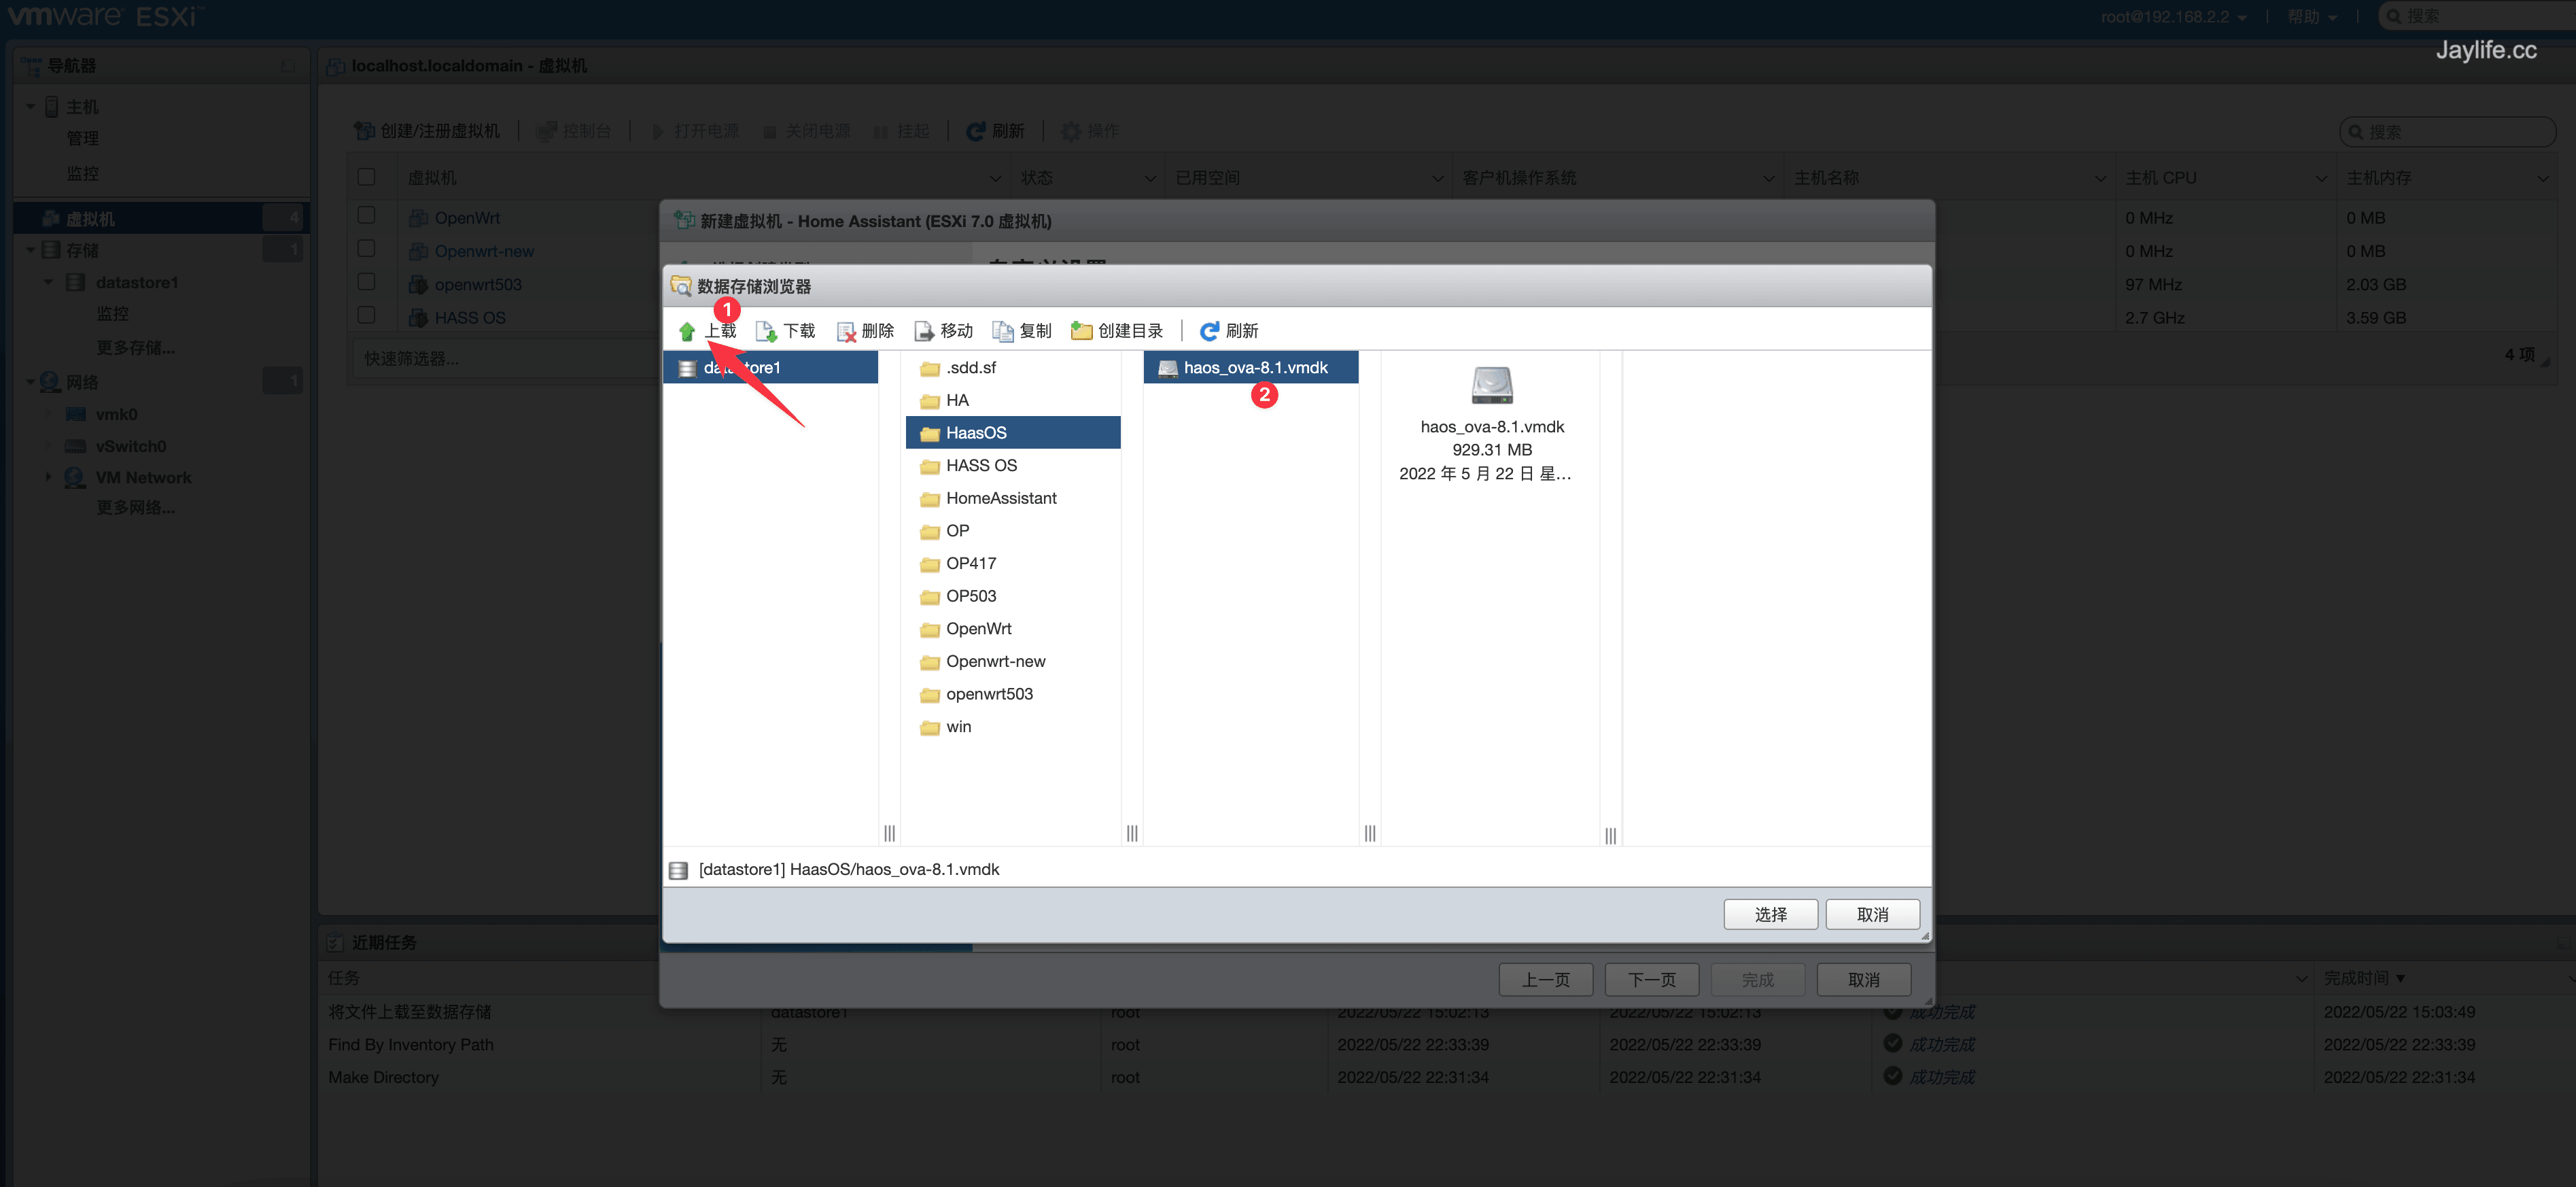 vmware ESXi™
root@192.168.2.2
帮助
搜索
Jaylife.cc
导航器
localhost.localdomain - 虚拟机
主机
管理
监控
虚拟机 4
存储 1
datastore1
监控
更多存储...
网络 1
vmk0
vSwitch0
VM Network
更多网络...
创建/注册虚拟机
控制台
打开电源
关闭电源
挂起
刷新
操作
搜索
虚拟机 状态 已用空间 客户机操作系统 主机名称 主机 CPU 主机内存
OpenWrt 0 MHz 0 MB
Openwrt-new 0 MHz 0 MB
openwrt503 97 MHz 2.03 GB
HASS OS 2.7 GHz 3.59 GB
快速筛选器...
4 项
新建虚拟机 - Home Assistant (ESXi 7.0 虚拟机)
数据存储浏览器
1
上载 下载 删除 移动 复制 创建目录 刷新
datastore1
.sdd.sf
HA
HaasOS
HASS OS
HomeAssistant
OP
OP417
OP503
OpenWrt
Openwrt-new
openwrt503
win
haos_ova-8.1.vmdk
2
haos_ova-8.1.vmdk
929.31 MB
2022 年 5 月 22 日 星...
[datastore1] HaasOS/haos_ova-8.1.vmdk
选择 取消
上一页 下一页 完成 取消
近期任务
任务 完成时间 ▼
将文件上载至数据存储 datastore1 root 2022/05/22 15:02:13 2022/05/22 15:02:13 成功完成 2022/05/22 15:03:49
Find By Inventory Path 无 root 2022/05/22 22:33:39 2022/05/22 22:33:39 成功完成 2022/05/22 22:33:39
Make Directory 无 root 2022/05/22 22:31:34 2022/05/22 22:31:34 成功完成 2022/05/22 22:31:34